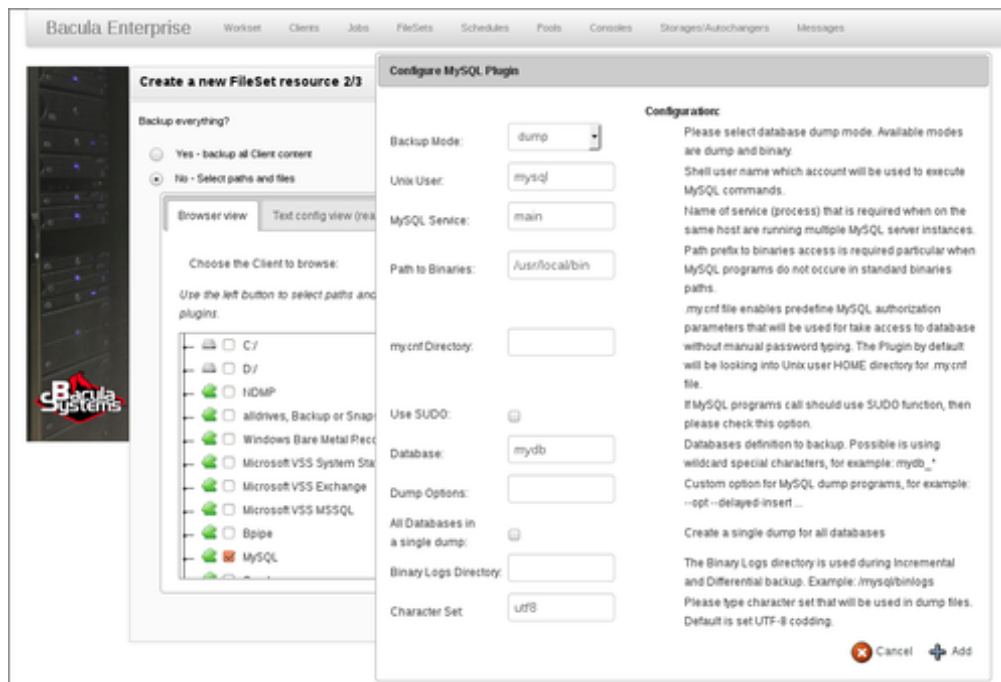 Bacula Enterprise Workset Clients Jobs FileSets Schedules Pools Consoles Storages/Autochangers Messages
Create a new FileSet resource 2/3
Backup everything?
Yes - backup all Client content
No - Select paths and files
Browser view Text config view (rea
Choose the Client to browse:
Use the left button to select paths and
plugins.
C:/
D:/
NDMP
alldrives, Backup or Snap
Windows Bare Metal Reco
Microsoft VSS System Sta
Microsoft VSS Exchange
Microsoft VSS MSSQL
Bpipe
MySQL
Bacula
Systems
Configure MySQL Plugin
Configuration:
Backup Mode: dump
Please select database dump mode. Available modes
are dump and binary.
Unix User: mysql
Shell user name which account will be used to execute
MySQL commands.
MySQL Service: main
Name of service (process) that is required when on the
same host are running multiple MySQL server instances.
Path to Binaries: /usr/local/bin
Path prefix to binaries access is required particular when
MySQL programs do not occure in standard binaries
paths.
my.cnf Directory:
.my.cnf file enables predefine MySQL authorization
parameters that will be used for take access to database
without manual password typing. The Plugin by default
will be looking into Unix user HOME directory for .my.cnf
file.
Use SUDO:
If MySQL programs call should use SUDO function, then
please check this option.
Database: mydb
Databases definition to backup. Possible is using
wildcard special characters, for example: mydb_*
Dump Options:
Custom option for MySQL dump programs, for example:
--opt --delayed-insert ...
All Databases in
a single dump:
Create a single dump for all databases
Binary Logs Directory:
The Binary Logs directory is used during Incremental
and Differential backup. Example: /mysql/binlogs
Character Set: utf8
Please type character set that will be used in dump files.
Default is set UTF-8 codding.
Cancel Add